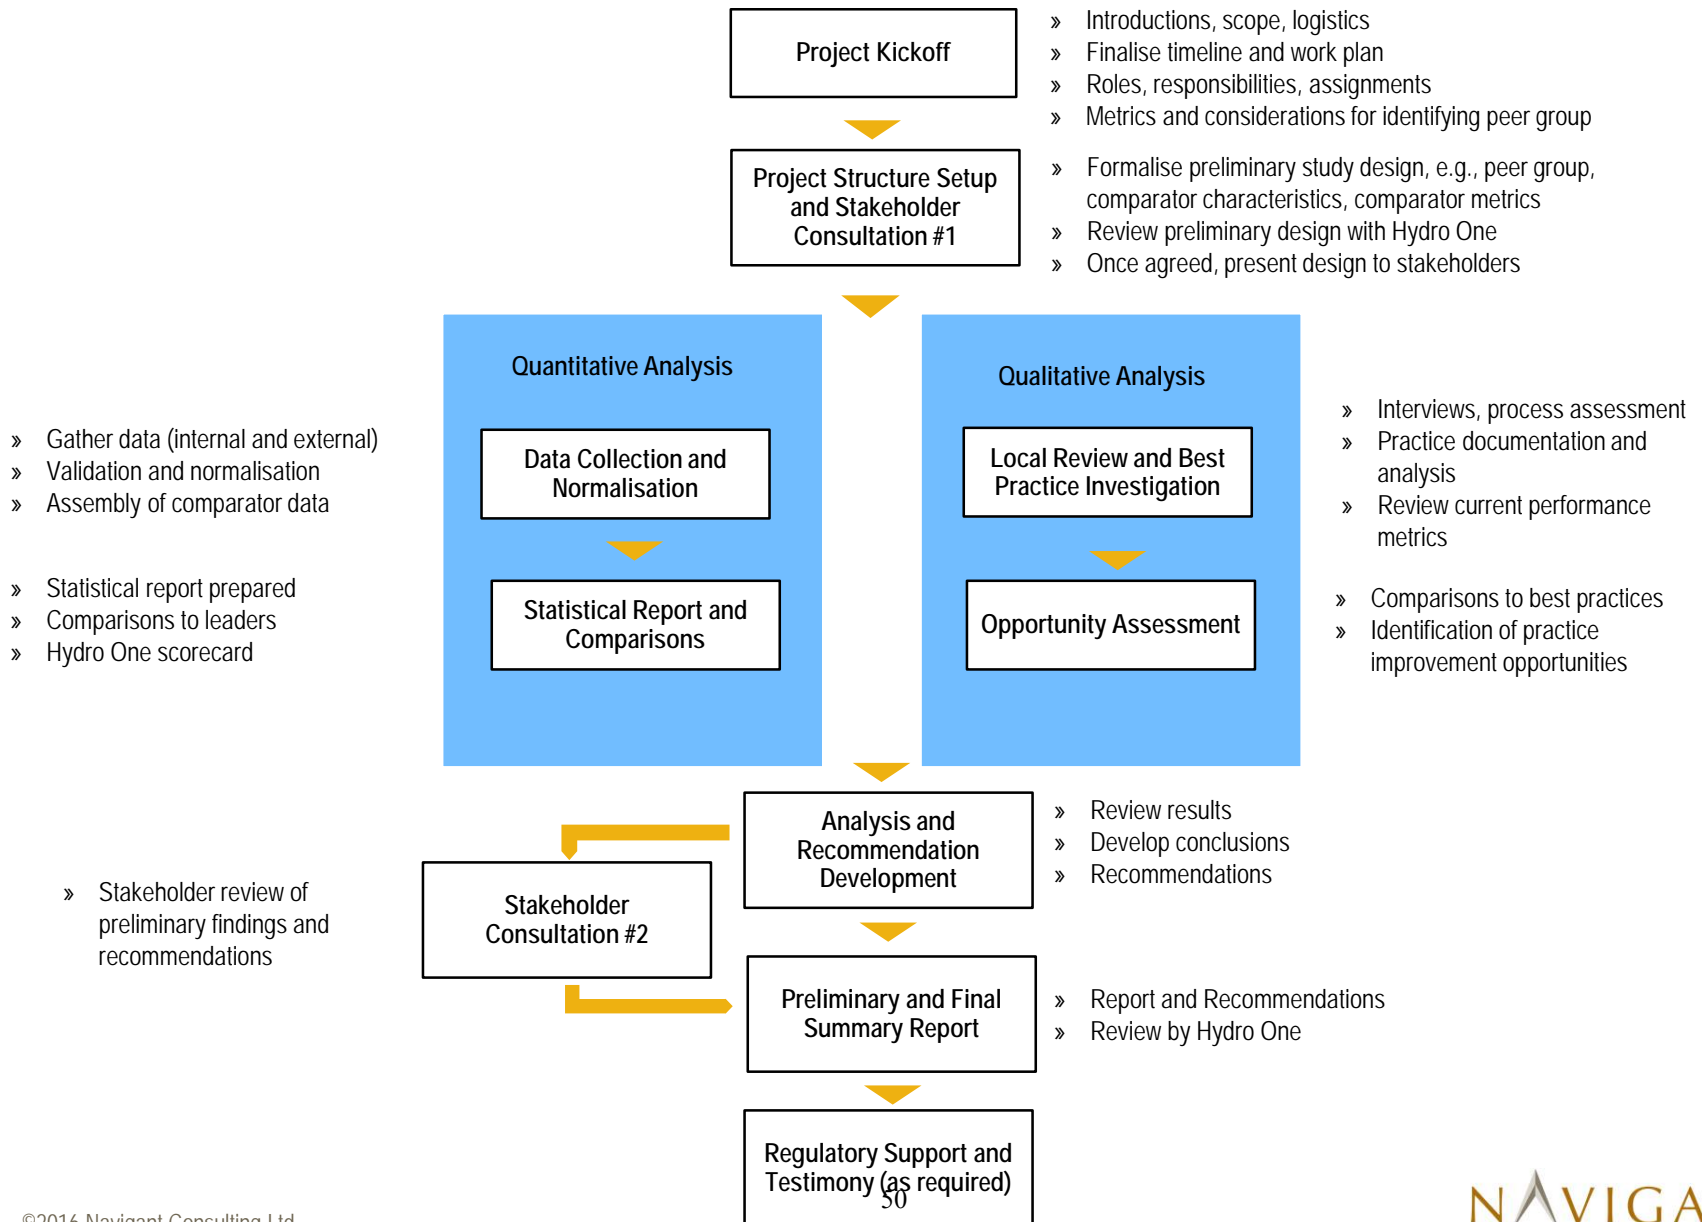 Project Kickoff
» Introductions, scope, logistics
» Finalise timeline and work plan
» Roles, responsibilities, assignments
» Metrics and considerations for identifying peer group
Project Structure Setup
and Stakeholder
Consultation #1
» Formalise preliminary study design, e.g., peer group,
comparator characteristics, comparator metrics
» Review preliminary design with Hydro One
» Once agreed, present design to stakeholders
Quantitative Analysis
» Gather data (internal and external)
» Validation and normalisation
» Assembly of comparator data
Data Collection and
Normalisation
» Statistical report prepared
» Comparisons to leaders
» Hydro One scorecard
Statistical Report and
Comparisons
Qualitative Analysis
Local Review and Best
Practice Investigation
» Interviews, process assessment
» Practice documentation and
analysis
» Review current performance
metrics
Opportunity Assessment
» Comparisons to best practices
» Identification of practice
improvement opportunities
Analysis and
Recommendation
Development
» Review results
» Develop conclusions
» Recommendations
» Stakeholder review of
preliminary findings and
recommendations
Stakeholder
Consultation #2
Preliminary and Final
Summary Report
» Report and Recommendations
» Review by Hydro One
Regulatory Support and
Testimony (as required)
50
©2016 Navigant Consulting Ltd
NAVIGA